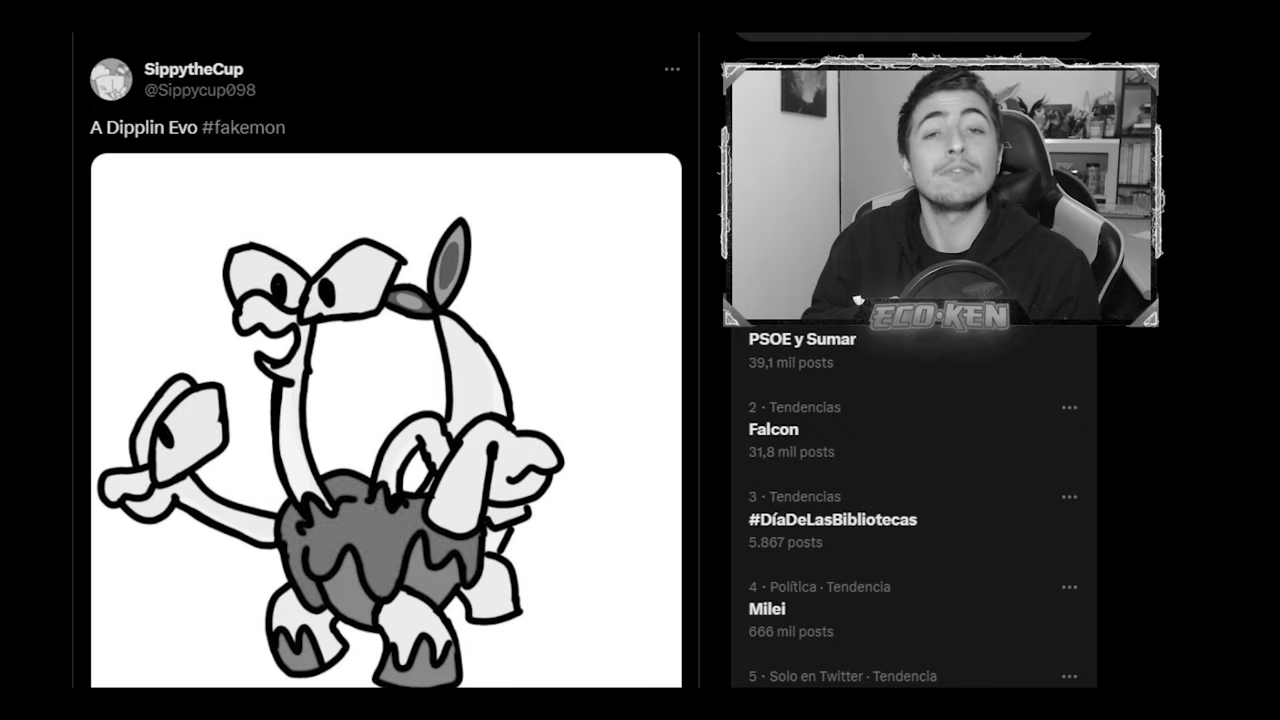 SippytheCup
@Sippycup098
A Dipplin Evo #fakemon
ECO·KEN
PSOE y Sumar
39,1 mil posts
2 · Tendencias
Falcon
31,8 mil posts
3 · Tendencias
#DíaDeLasBibliotecas
5.867 posts
4 · Política · Tendencia
Milei
666 mil posts
5 · Solo en Twitter · Tendencia